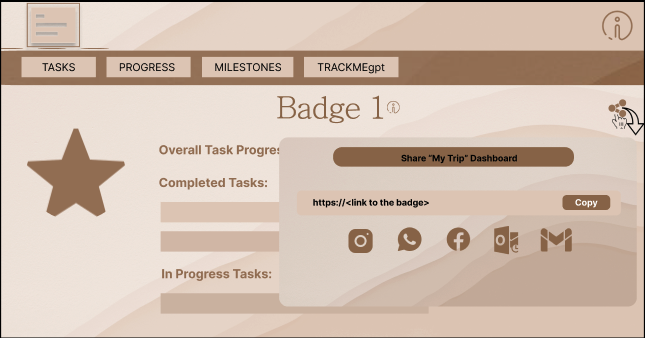 TASKS
PROGRESS
MILESTONES
TRACKMEgpt
Badge 1
Overall Task Progres
Completed Tasks:
In Progress Tasks:
Share “My Trip” Dashboard
https://<link to the badge>
Copy